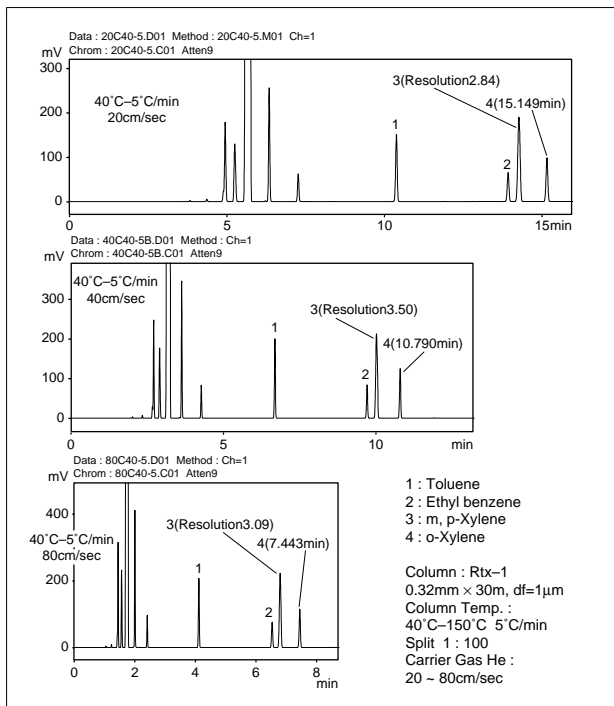 Data : 20C40-5.D01 Method : 20C40-5.M01 Ch=1
Chrom : 20C40-5.C01 Atten9
mV
300
200
100
0
40˚C–5˚C/min
20cm/sec
3(Resolution2.84)
4(15.149min)
1
2
0
5
10
15min
Data : 40C40-5B.D01 Method : Ch=1
Chrom : 40C40-5B.C01 Atten9
mV
300
200
100
0
40˚C–5˚C/min
40cm/sec
3(Resolution3.50)
4(10.790min)
1
2
0
5
10
min
Data : 80C40-5.D01 Method : Ch=1
Chrom : 80C40-5.C01 Atten9
mV
400
200
0
40˚C–5˚C/min
80cm/sec
3(Resolution3.09)
4(7.443min)
1
2
0
2
4
6
8
min
1 : Toluene
2 : Ethyl benzene
3 : m, p-Xylene
4 : o-Xylene
Column : Rtx–1
0.32mm × 30m, df=1µm
Column Temp. :
40˚C–150˚C 5˚C/min
Split 1 : 100
Carrier Gas He :
20 ~ 80cm/sec